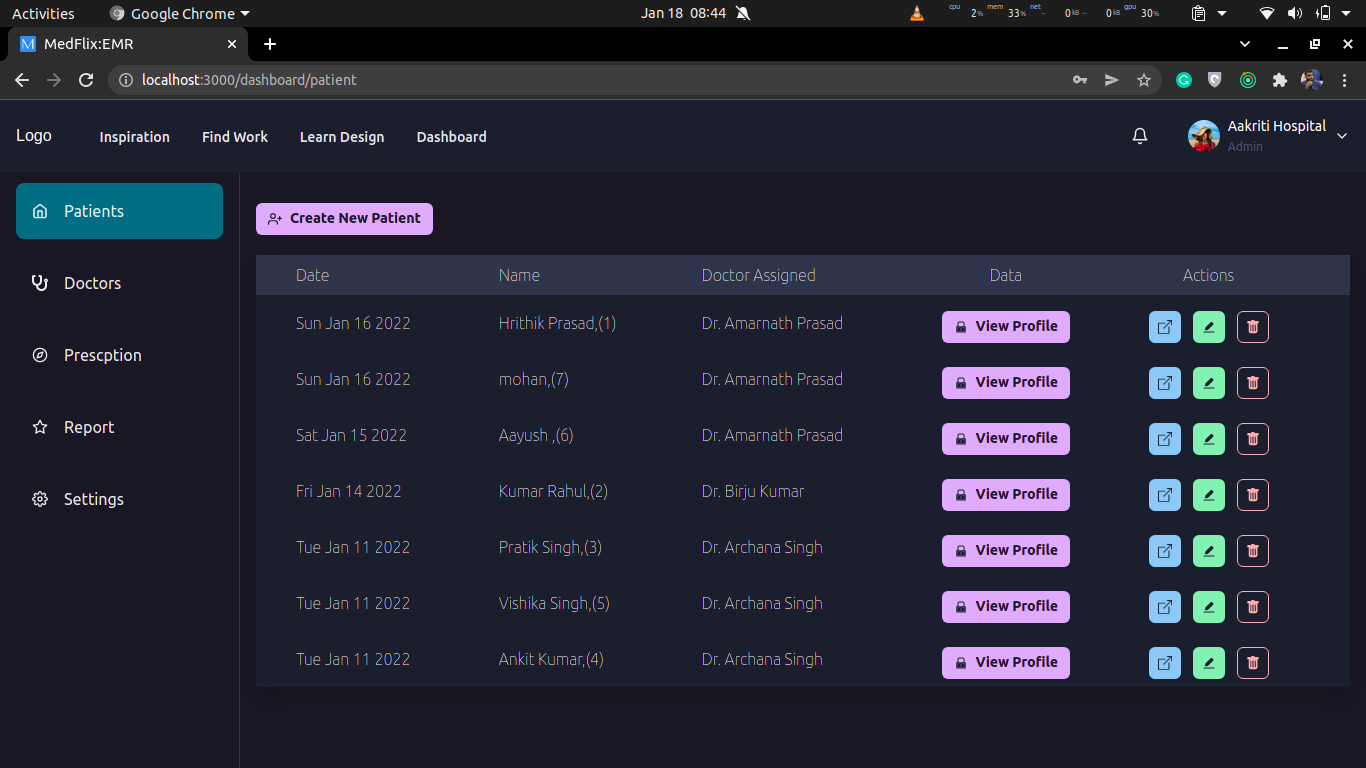 Activities Google Chrome Jan 18 08:44 cpu 2% mem 33% net 0 kB 0 kB gpu 30%
MedFlix:EMR
localhost:3000/dashboard/patient
Logo Inspiration Find Work Learn Design Dashboard Aakriti Hospital
Admin
Patients
Doctors
Prescption
Report
Settings
Create New Patient
Date Name Doctor Assigned Data Actions
Sun Jan 16 2022 Hrithik Prasad,(1) Dr. Amarnath Prasad View Profile
Sun Jan 16 2022 mohan,(7) Dr. Amarnath Prasad View Profile
Sat Jan 15 2022 Aayush ,(6) Dr. Amarnath Prasad View Profile
Fri Jan 14 2022 Kumar Rahul,(2) Dr. Birju Kumar View Profile
Tue Jan 11 2022 Pratik Singh,(3) Dr. Archana Singh View Profile
Tue Jan 11 2022 Vishika Singh,(5) Dr. Archana Singh View Profile
Tue Jan 11 2022 Ankit Kumar,(4) Dr. Archana Singh View Profile